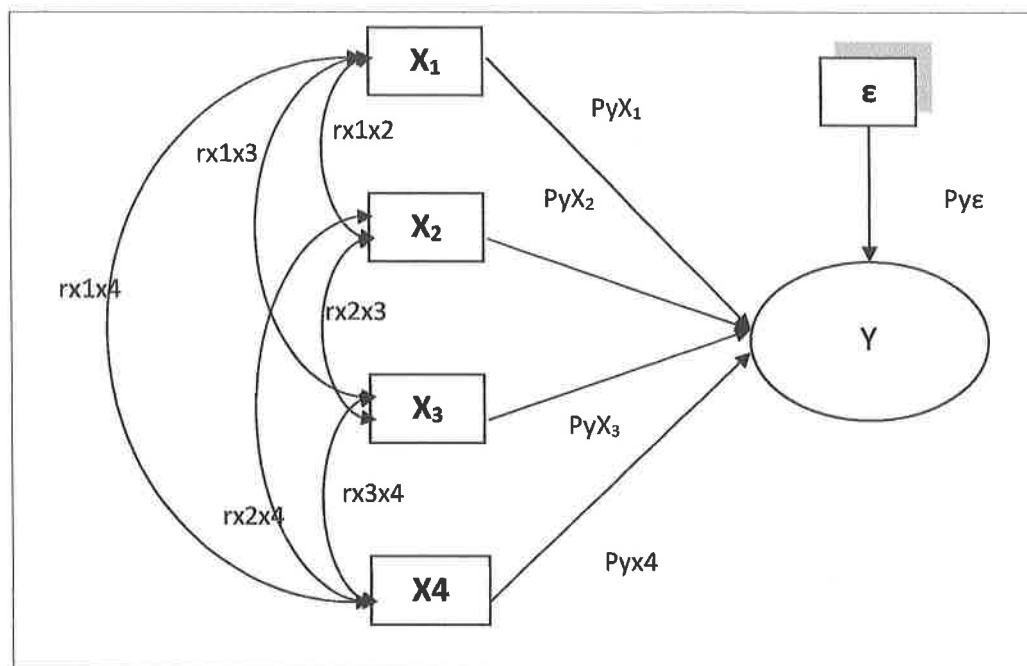 X₁
ε
PyX₁
rx1x2
rx1x3
PyX₂
Pyε
X₂
rx1x4
rx2x3
Y
X₃
PyX₃
rx3x4
rx2x4
Pyx4
X4